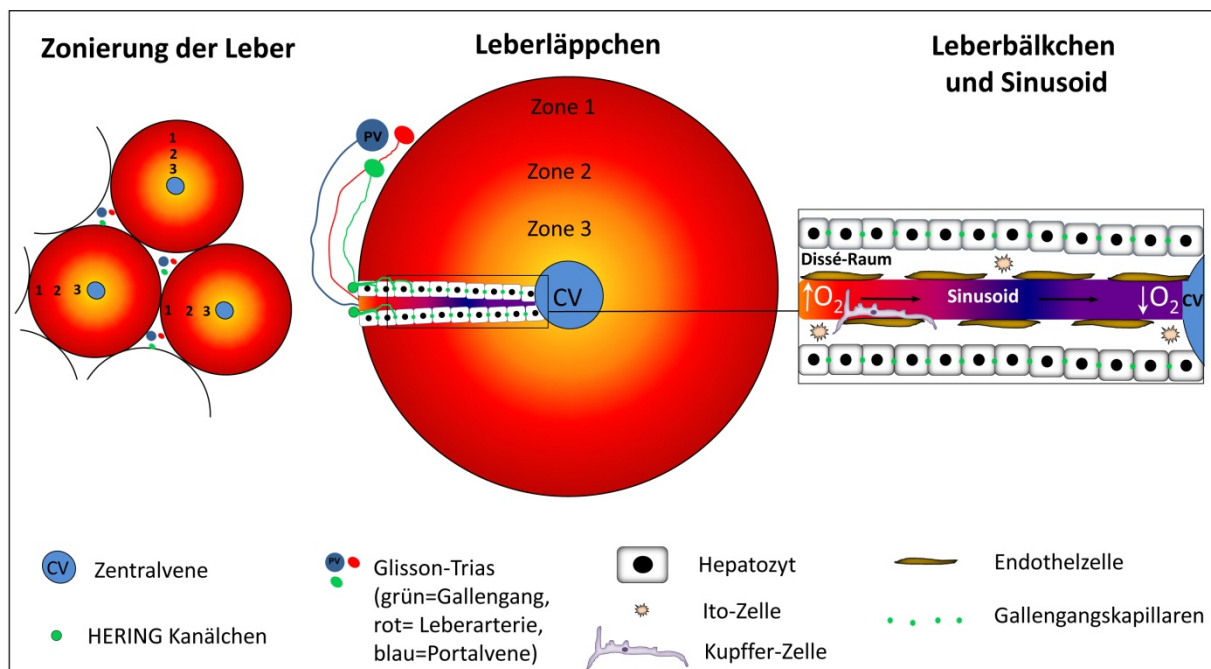 Zonierung der Leber
1
2
3
1 2 3
1 2 3
Leberläppchen
PV
Zone 1
Zone 2
Zone 3
CV
Leberbälkchen
und Sinusoid
Dissé-Raum
↑O2
Sinusoid
↓O2
CV
CV
Zentralvene
HERING Kanälchen
PV
Glisson-Trias
(grün=Gallengang,
rot= Leberarterie,
blau=Portalvene)
Hepatozyt
Ito-Zelle
Kupffer-Zelle
Endothelzelle
Gallengangskapillaren